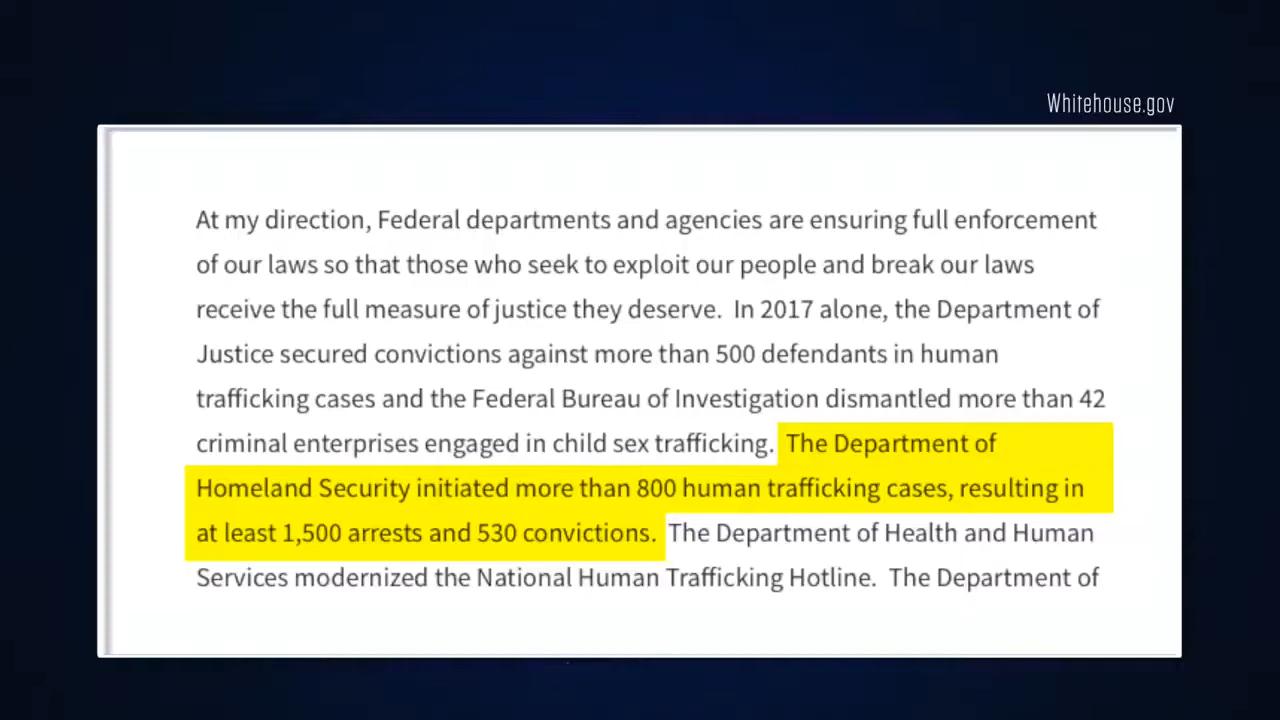 Whitehouse.gov
At my direction, Federal departments and agencies are ensuring full enforcement
of our laws so that those who seek to exploit our people and break our laws
receive the full measure of justice they deserve.  In 2017 alone, the Department of
Justice secured convictions against more than 500 defendants in human
trafficking cases and the Federal Bureau of Investigation dismantled more than 42
criminal enterprises engaged in child sex trafficking.  The Department of
Homeland Security initiated more than 800 human trafficking cases, resulting in
at least 1,500 arrests and 530 convictions.  The Department of Health and Human
Services modernized the National Human Trafficking Hotline.  The Department of